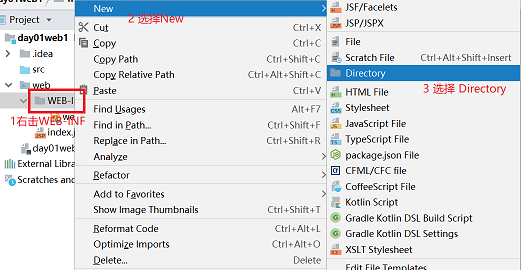 Project
day01web1
.idea
src
web
WEB-I
1右击WEB-INF
we
index.j
day01web
External Libra
Scratches and
New
2 选择New
Cut Ctrl+X
Copy Ctrl+C
Copy Path Ctrl+Shift+C
Copy Relative Path Ctrl+Alt+Shift+C
Paste Ctrl+V
Find Usages Alt+F7
Find in Path... Ctrl+Shift+F
Replace in Path... Ctrl+Shift+R
Analyze
Refactor
Add to Favorites
Show Image Thumbnails Ctrl+Shift+T
Reformat Code Ctrl+Alt+L
Optimize Imports Ctrl+Alt+O
Delete... Delete
JSF/Facelets
JSP/JSPX
File
Scratch File Ctrl+Alt+Shift+Insert
Directory
3 选择 Directory
HTML File
Stylesheet
JavaScript File
TypeScript File
package.json File
CFML/CFC file
CoffeeScript File
Kotlin Script
Gradle Kotlin DSL Build Script
Gradle Kotlin DSL Settings
XSLT Stylesheet
Edit File Templates